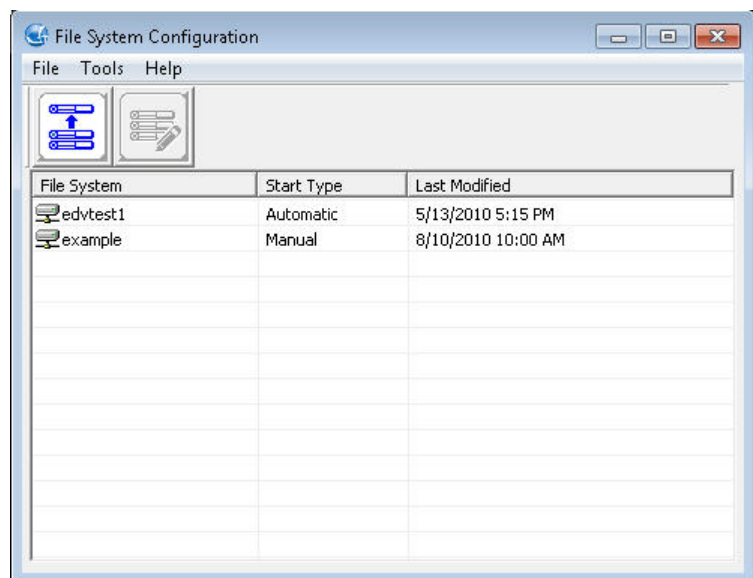 File System Configuration
File Tools Help
File System Start Type Last Modified
edvtest1 Automatic 5/13/2010 5:15 PM
example Manual 8/10/2010 10:00 AM